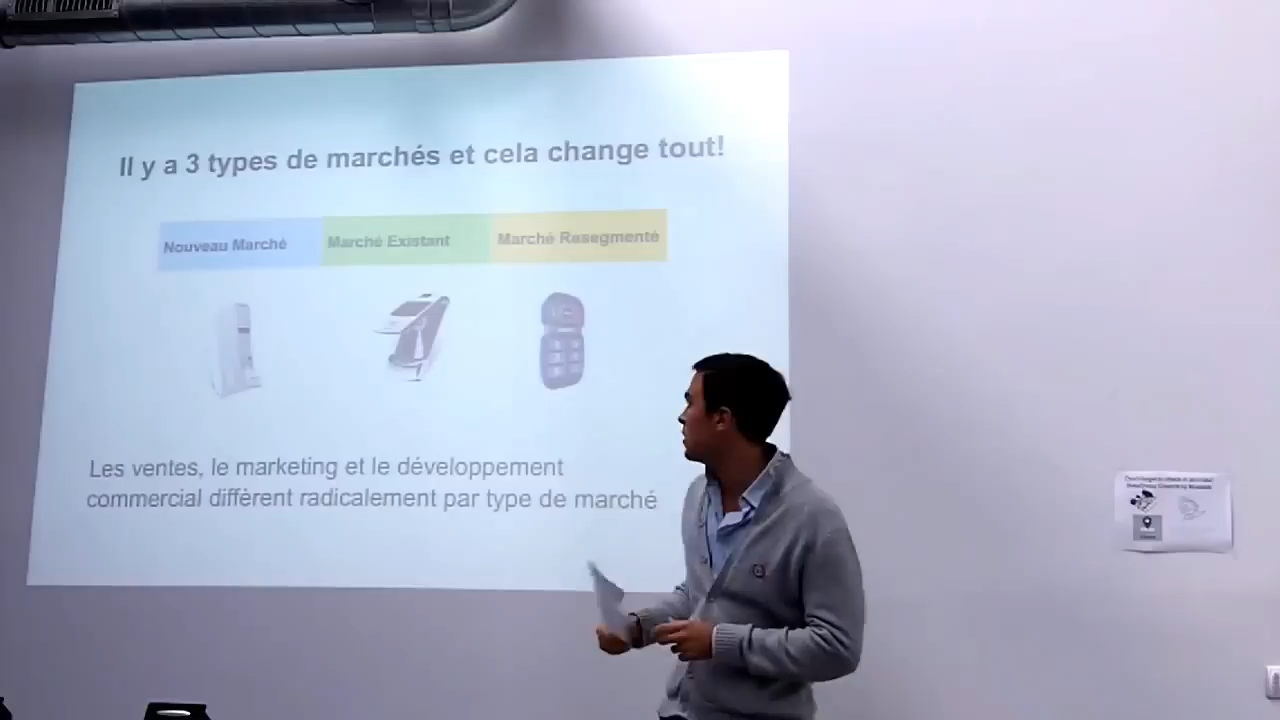 Il y a 3 types de marchés et cela change tout!
Nouveau Marché
Marché Existant
Marché Resegmenté
Les ventes, le marketing et le développement
commercial diffèrent radicalement par type de marché